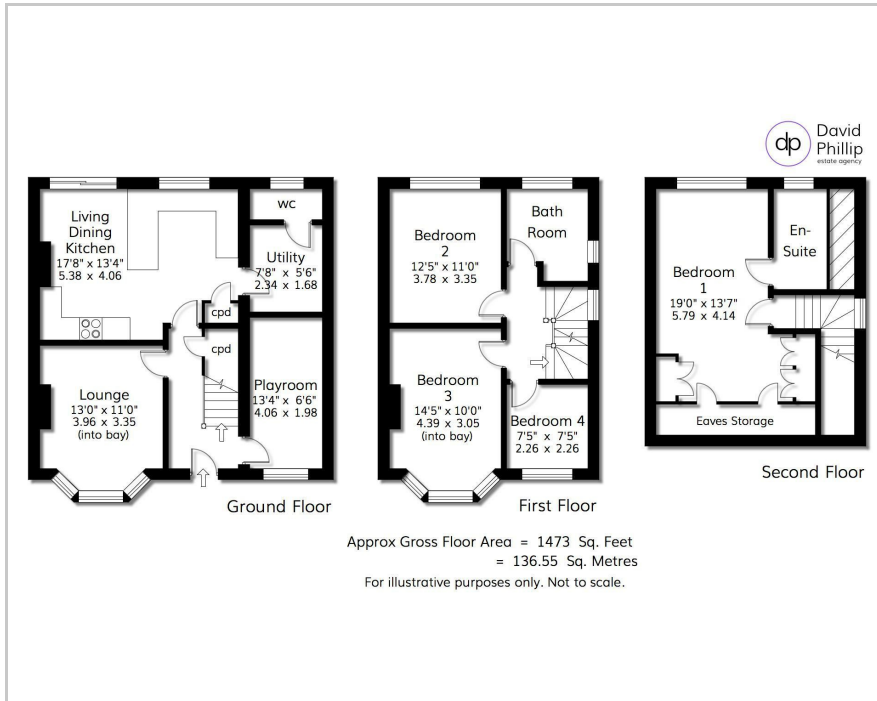 dp
David
Phillip
estate agency
Living
Dining
Kitchen
17'8" x 13'4"
5.38 x 4.06
wc
Utility
7'8" x 5'6"
2.34 x 1.68
cpd
cpd
Lounge
13'0" x 11'0"
3.96 x 3.35
(into bay)
Playroom
13'4" x 6'6"
4.06 x 1.98
Ground Floor
Bedroom
2
12'5" x 11'0"
3.78 x 3.35
Bath
Room
Bedroom
3
14'5" x 10'0"
4.39 x 3.05
(into bay)
Bedroom 4
7'5" x 7'5"
2.26 x 2.26
First Floor
En-
Suite
Bedroom
1
19'0" x 13'7"
5.79 x 4.14
Eaves Storage
Second Floor
Approx Gross Floor Area = 1473 Sq. Feet
= 136.55 Sq. Metres
For illustrative purposes only. Not to scale.